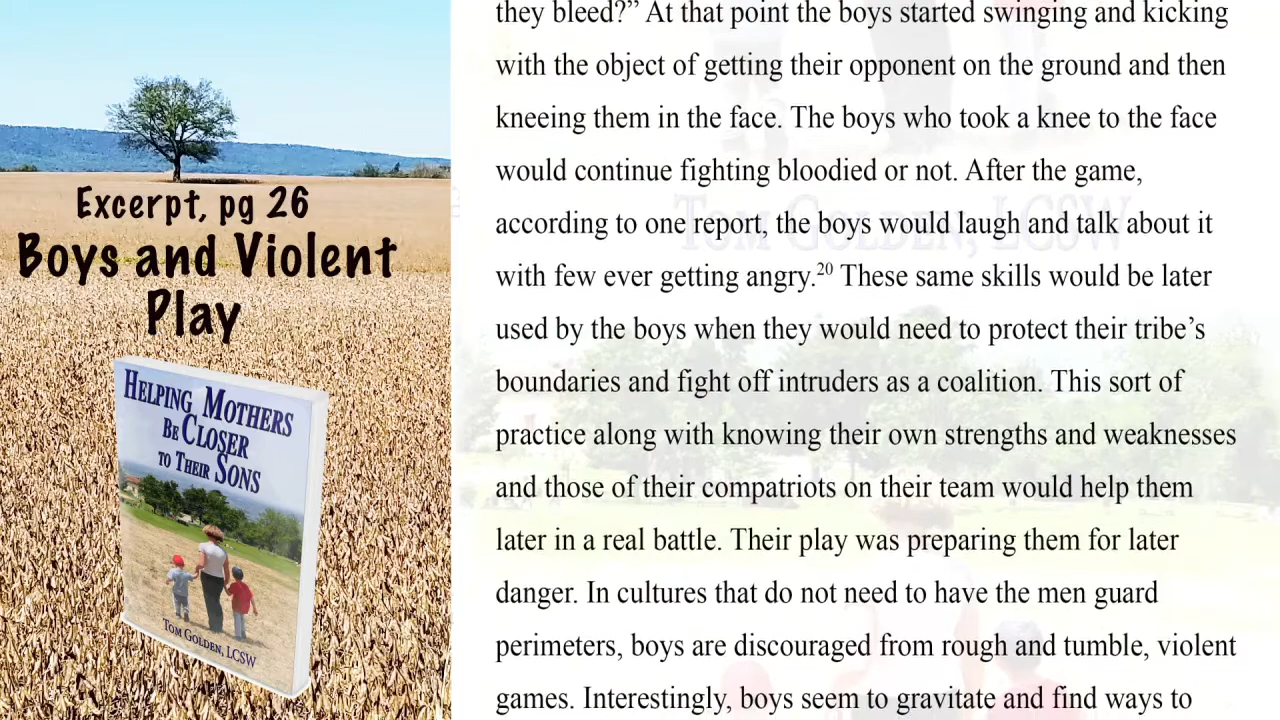 Excerpt, pg 26
Boys and Violent
Play
HELPING MOTHERS
BE CLOSER
TO THEIR SONS
TOM GOLDEN, LCSW
they bleed?” At that point the boys started swinging and kicking
with the object of getting their opponent on the ground and then
kneeing them in the face. The boys who took a knee to the face
would continue fighting bloodied or not. After the game,
according to one report, the boys would laugh and talk about it
with few ever getting angry.20 These same skills would be later
used by the boys when they would need to protect their tribe’s
boundaries and fight off intruders as a coalition. This sort of
practice along with knowing their own strengths and weaknesses
and those of their compatriots on their team would help them
later in a real battle. Their play was preparing them for later
danger. In cultures that do not need to have the men guard
perimeters, boys are discouraged from rough and tumble, violent
games. Interestingly, boys seem to gravitate and find ways to
TOM GOLDEN, LCSW